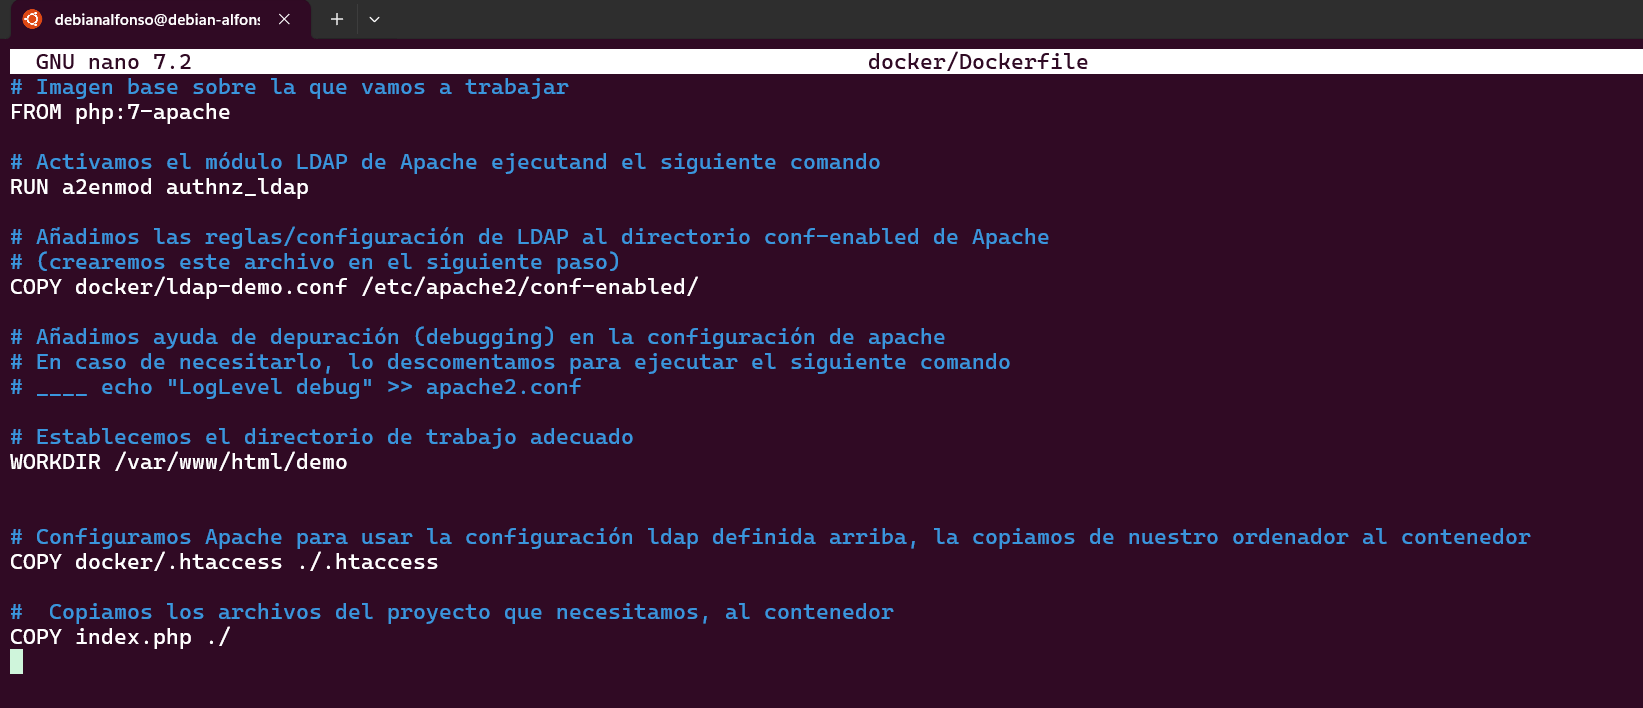 debianalfonso@debian-alfons
GNU nano 7.2 docker/Dockerfile
# Imagen base sobre la que vamos a trabajar
FROM php:7-apache
# Activamos el módulo LDAP de Apache ejecutand el siguiente comando
RUN a2enmod authnz_ldap
# Añadimos las reglas/configuración de LDAP al directorio conf-enabled de Apache
# (crearemos este archivo en el siguiente paso)
COPY docker/ldap-demo.conf /etc/apache2/conf-enabled/
# Añadimos ayuda de depuración (debugging) en la configuración de apache
# En caso de necesitarlo, lo descomentamos para ejecutar el siguiente comando
# ____ echo "LogLevel debug" >> apache2.conf
# Establecemos el directorio de trabajo adecuado
WORKDIR /var/www/html/demo
# Configuramos Apache para usar la configuración ldap definida arriba, la copiamos de nuestro ordenador al contenedor
COPY docker/.htaccess ./.htaccess
#  Copiamos los archivos del proyecto que necesitamos, al contenedor
COPY index.php ./